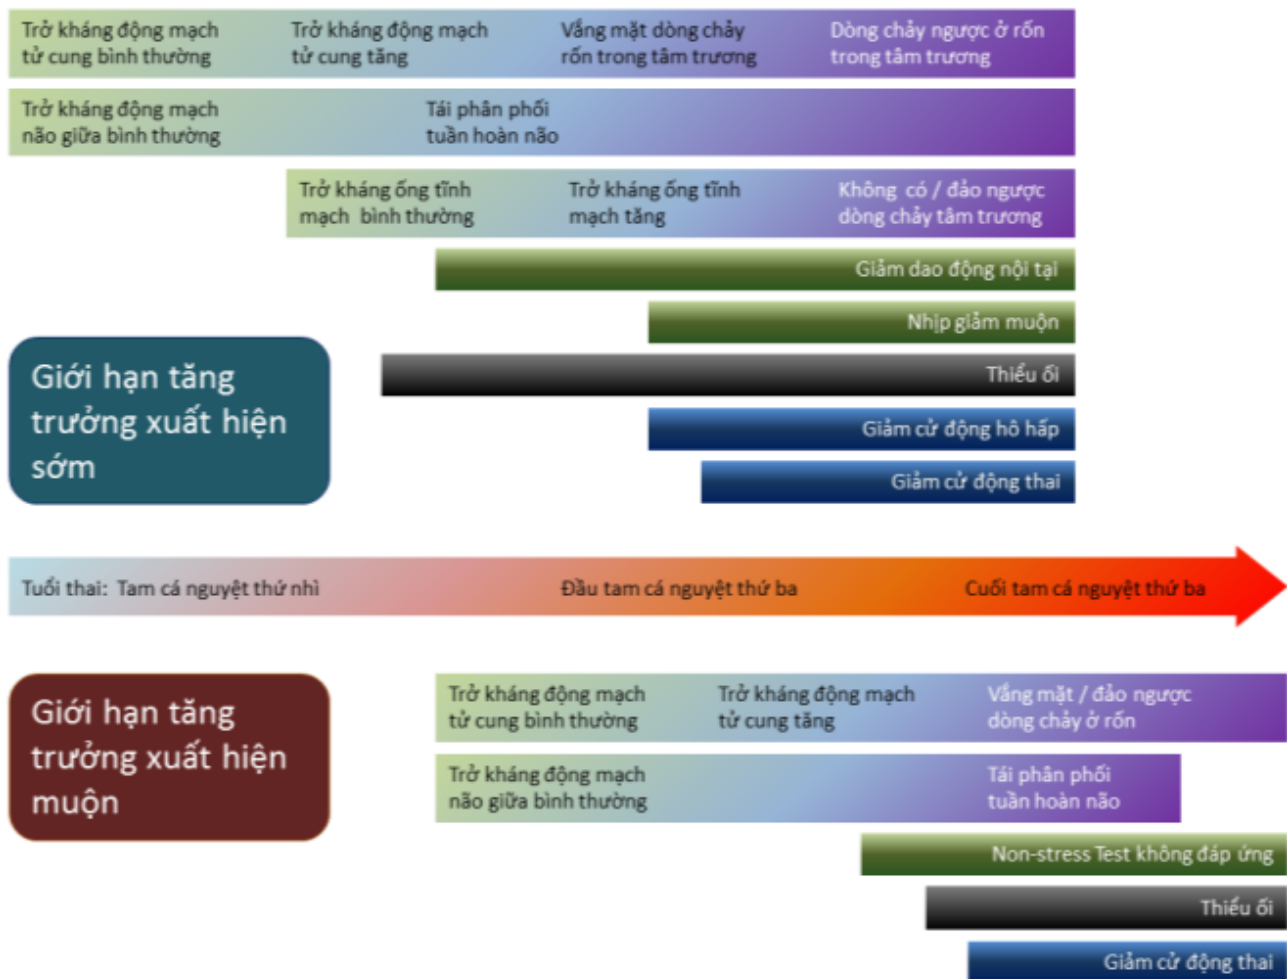 Trở kháng động mạch
tử cung bình thường
Trở kháng động mạch
tử cung tăng
Vắng mặt dòng chảy
rốn trong tâm trương
Dòng chảy ngược ở rốn
trong tâm trương
Trở kháng động mạch
não giữa bình thường
Tái phân phối
tuần hoàn não
Trở kháng ống tĩnh
mạch bình thường
Trở kháng ống tĩnh
mạch tăng
Không có / đảo ngược
dòng chảy tâm trương
Giảm dao động nội tại
Nhịp giảm muộn
Thiểu ối
Giảm cử động hô hấp
Giảm cử động thai
Giới hạn tăng
trưởng xuất hiện
sớm
Tuổi thai: Tam cá nguyệt thứ nhì
Đầu tam cá nguyệt thứ ba
Cuối tam cá nguyệt thứ ba
Giới hạn tăng
trưởng xuất hiện
muộn
Trở kháng động mạch
tử cung bình thường
Trở kháng động mạch
tử cung tăng
Vắng mặt / đảo ngược
dòng chảy ở rốn
Trở kháng động mạch
não giữa bình thường
Tái phân phối
tuần hoàn não
Non-stress Test không đáp ứng
Thiểu ối
Giảm cử động thai